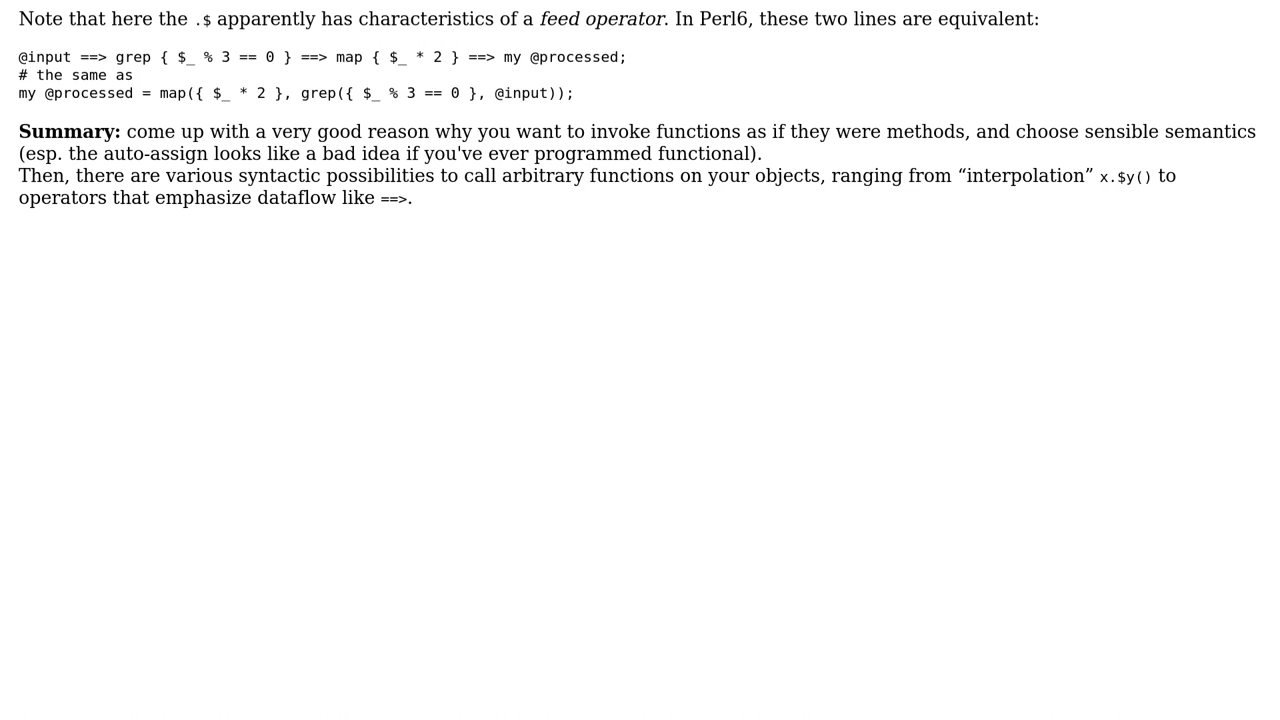 Note that here the .$ apparently has characteristics of a feed operator. In Perl6, these two lines are equivalent:
@input ==> grep { $_ % 3 == 0 } ==> map { $_ * 2 } ==> my @processed;
# the same as
my @processed = map({ $_ * 2 }, grep({ $_ % 3 == 0 }, @input));
Summary: come up with a very good reason why you want to invoke functions as if they were methods, and choose sensible semantics
(esp. the auto-assign looks like a bad idea if you've ever programmed functional).
Then, there are various syntactic possibilities to call arbitrary functions on your objects, ranging from “interpolation” x.$y() to
operators that emphasize dataflow like ==>.